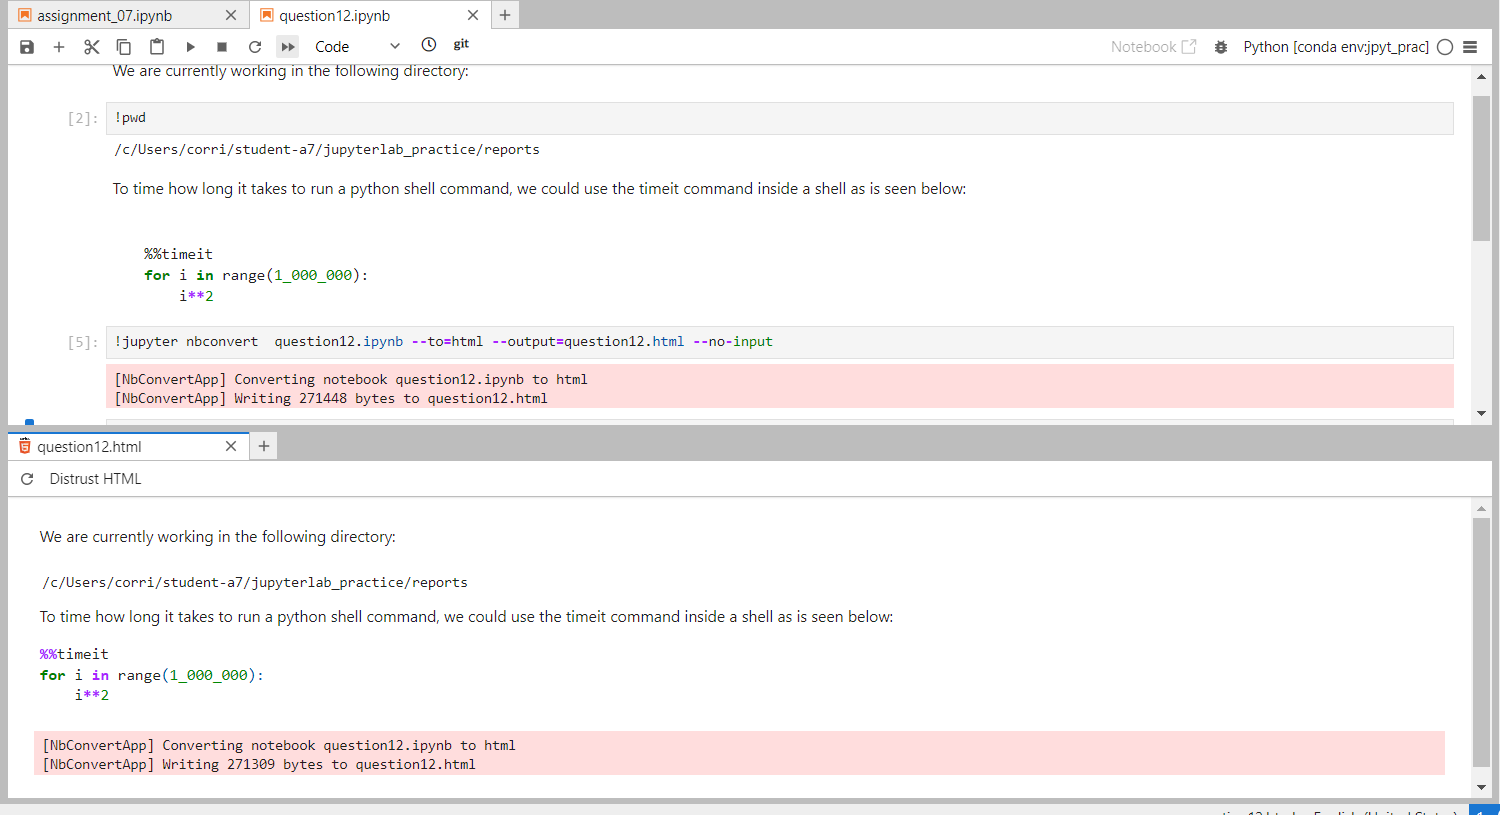 assignment_07.ipynb
question12.ipynb
Code
git
Notebook
Python [conda env:jpyt_prac]
We are currently working in the following directory:
[2]:
!pwd
/c/Users/corri/student-a7/jupyterlab_practice/reports
To time how long it takes to run a python shell command, we could use the timeit command inside a shell as is seen below:
%%timeit
for i in range(1_000_000):
    i**2
[5]:
!jupyter nbconvert  question12.ipynb --to=html --output=question12.html --no-input
[NbConvertApp] Converting notebook question12.ipynb to html
[NbConvertApp] Writing 271448 bytes to question12.html
question12.html
Distrust HTML
We are currently working in the following directory:
/c/Users/corri/student-a7/jupyterlab_practice/reports
To time how long it takes to run a python shell command, we could use the timeit command inside a shell as is seen below:
%%timeit
for i in range(1_000_000):
    i**2
[NbConvertApp] Converting notebook question12.ipynb to html
[NbConvertApp] Writing 271309 bytes to question12.html